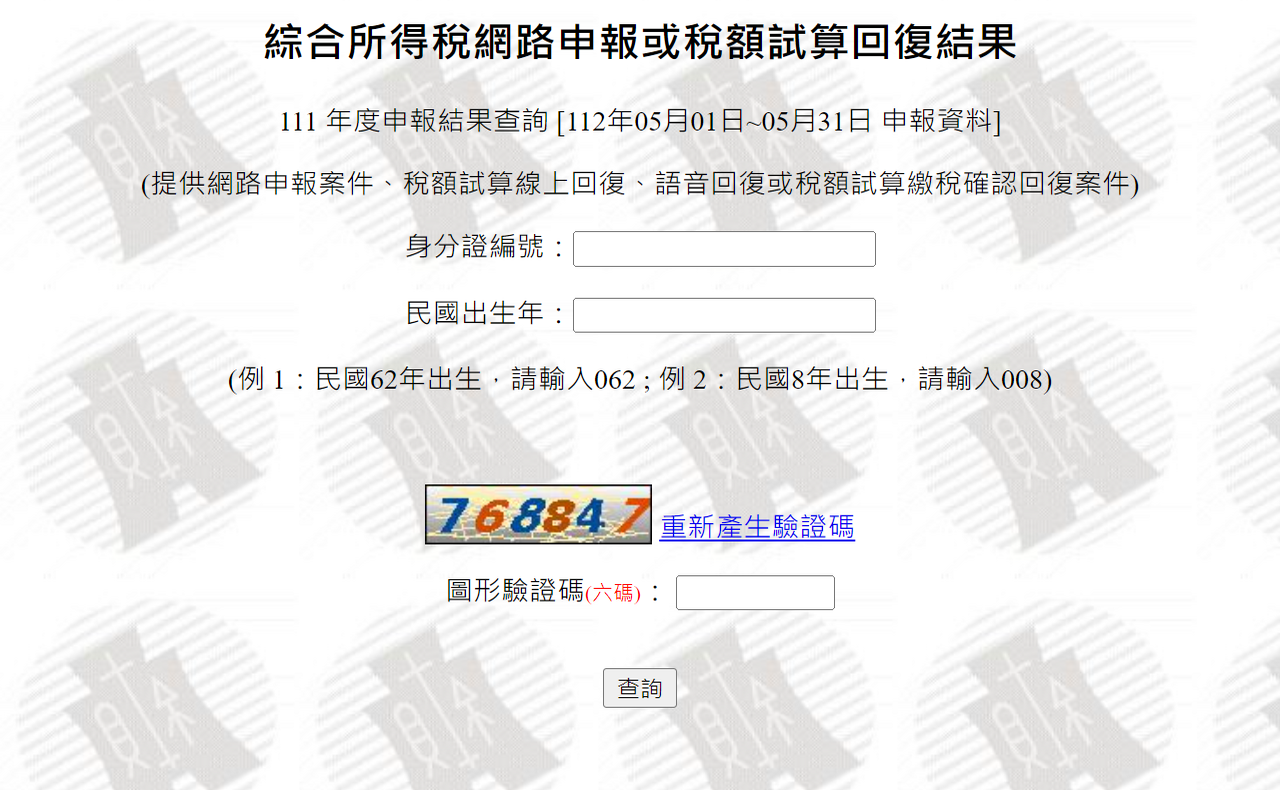 綜合所得稅網路申報或稅額試算回復結果
111 年度申報結果查詢 [112年05月01日~05月31日 申報資料]
(提供網路申報案件、稅額試算線上回復、語音回復或稅額試算繳稅確認回復案件)
身分證編號：
民國出生年：
(例 1：民國62年出生，請輸入062 ; 例 2：民國8年出生，請輸入008)
768847 重新產生驗證碼
圖形驗證碼(六碼)：
查詢